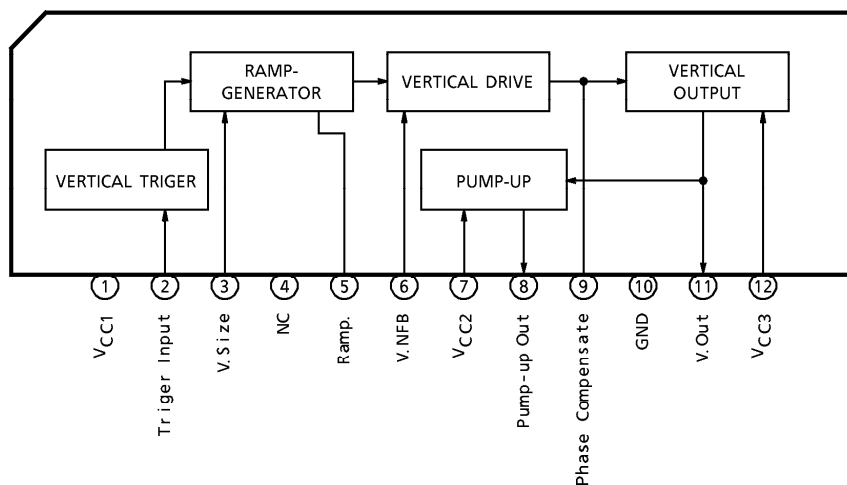 RAMP-
GENERATOR
VERTICAL DRIVE
VERTICAL
OUTPUT
VERTICAL TRIGER
PUMP-UP
1
2
3
4
5
6
7
8
9
10
11
12
VCC1
Triger Input
V.Size
NC
Ramp.
V.NFB
VCC2
Pump-up Out
Phase Compensate
GND
V.Out
VCC3